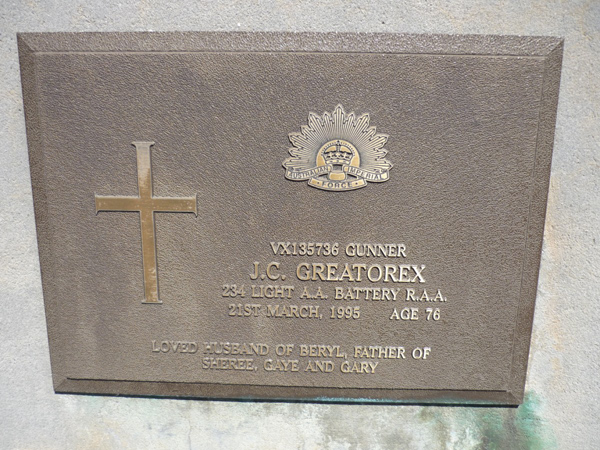 AUSTRALIAN IMPERIAL
FORCE
VX135736 GUNNER
J.C. GREATOREX
234 LIGHT A.A. BATTERY R.A.A.
21ST MARCH, 1995 AGE 76
LOVED HUSBAND OF BERYL, FATHER OF
SHEREE, GAYE AND GARY